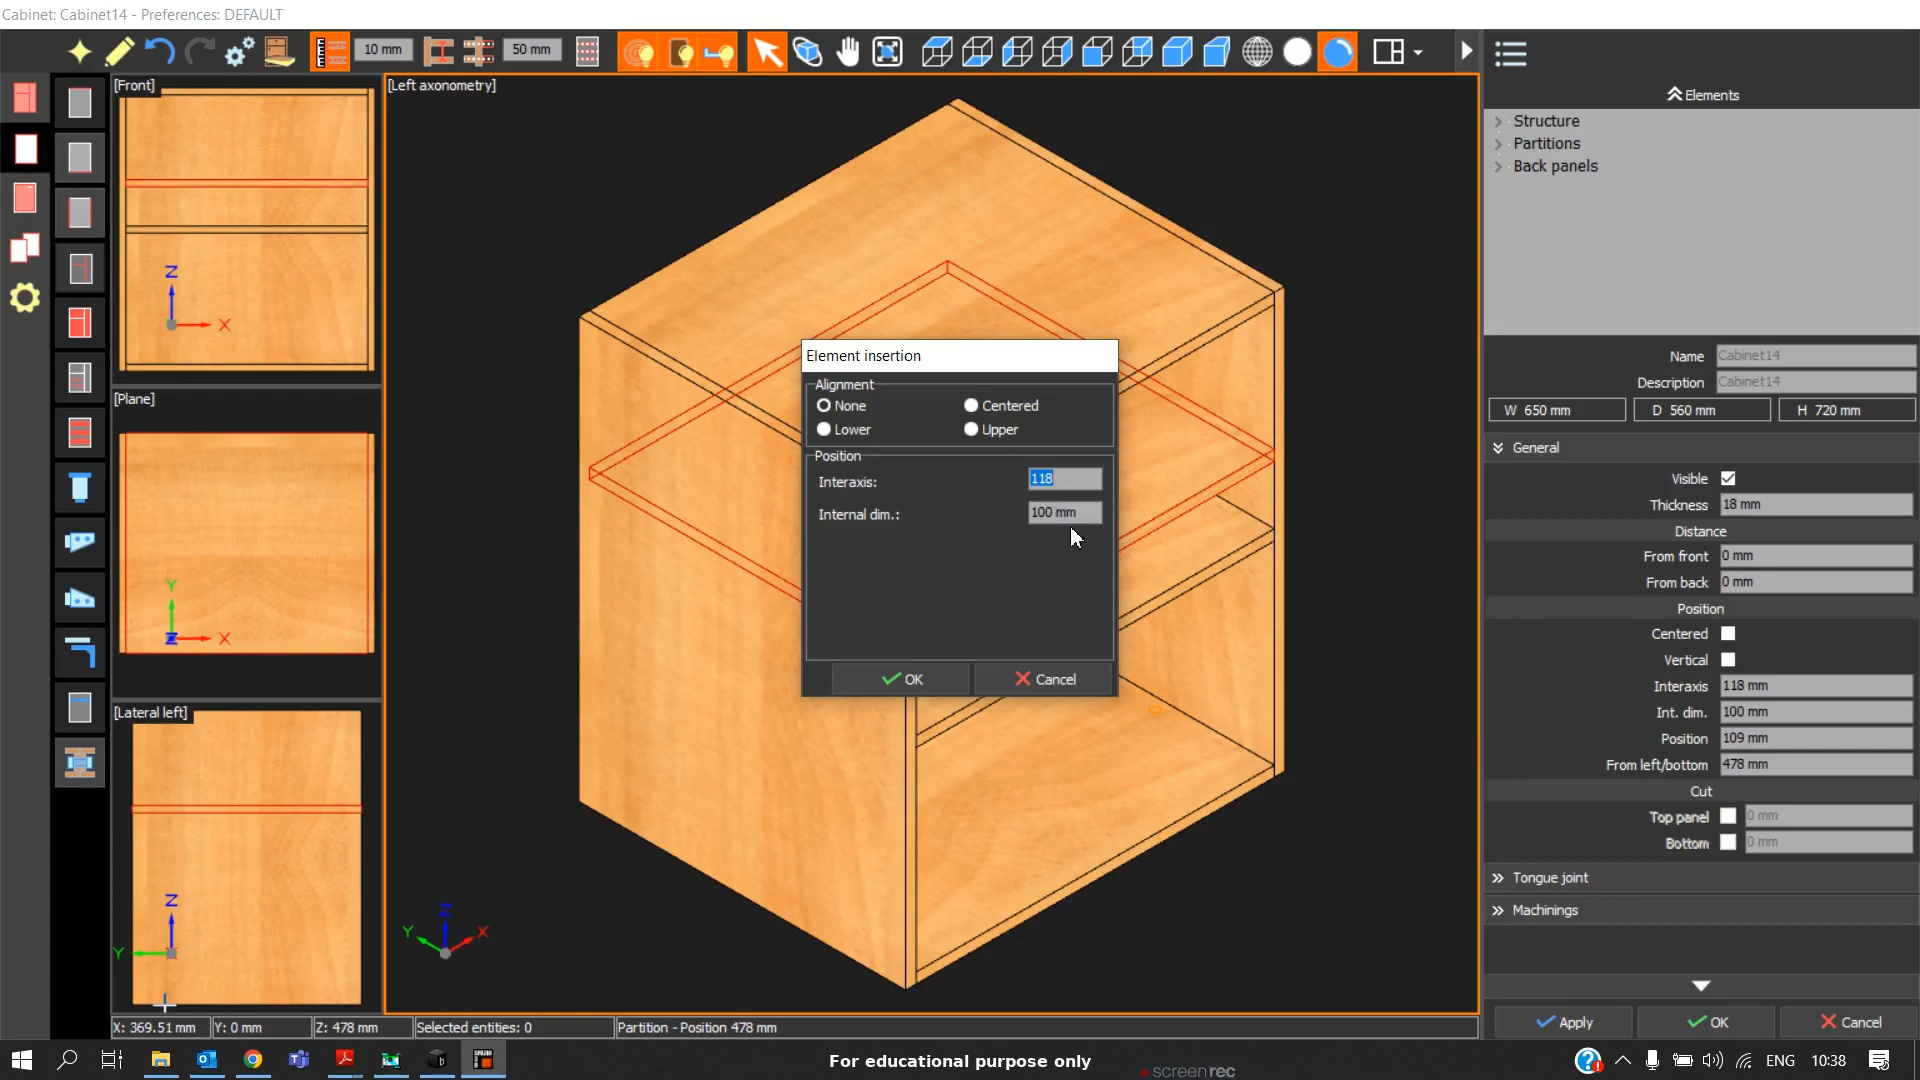 Cabinet: Cabinet14 - Preferences: DEFAULT
10 mm
50 mm
[Front]
Z
X
[Plane]
Y
Z
X
[Lateral left]
Z
Y
[Left axonometry]
Y
Z
X
Element insertion
Alignment
None
Centered
Lower
Upper
Position
Interaxis:
118
Internal dim.:
100 mm
OK
Cancel
Elements
Structure
Partitions
Back panels
Name
Cabinet14
Description
Cabinet14
W 650 mm
D 560 mm
H 720 mm
General
Visible
Thickness
18 mm
Distance
From front
0 mm
From back
0 mm
Position
Centered
Vertical
Interaxis
118 mm
Int. dim.
100 mm
Position
109 mm
From left/bottom
478 mm
Cut
Top panel
0 mm
Bottom
0 mm
Tongue joint
Machinings
Apply
OK
Cancel
X: 369.51 mm
Y: 0 mm
Z: 478 mm
Selected entities: 0
Partition - Position 478 mm
For educational purpose only
screenrec
ENG
10:38